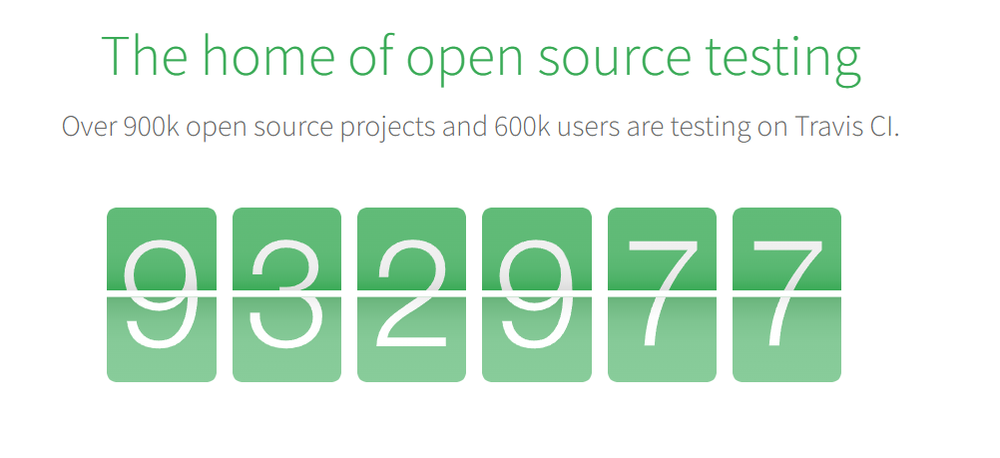 The home of open source testing
Over 900k open source projects and 600k users are testing on Travis CI.
932977